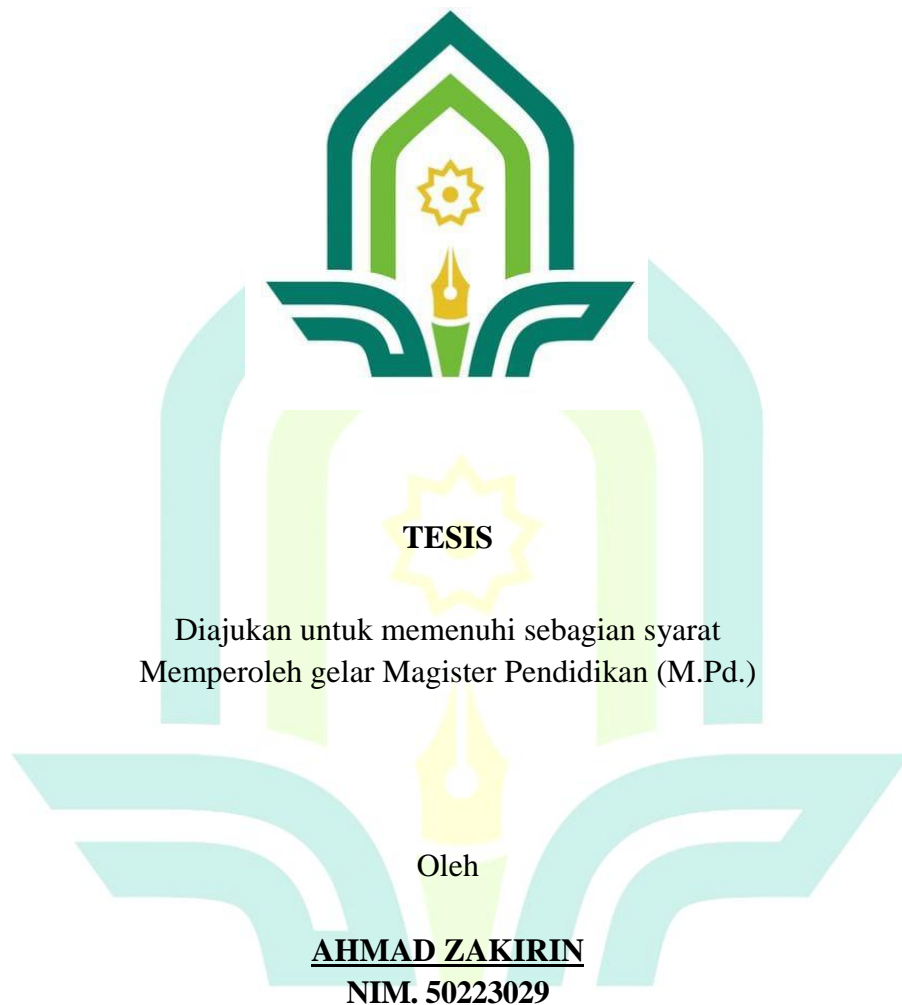 TESIS
Diajukan untuk memenuhi sebagian syarat
Memperoleh gelar Magister Pendidikan (M.Pd.)
Oleh
AHMAD ZAKIRIN
NIM. 50223029